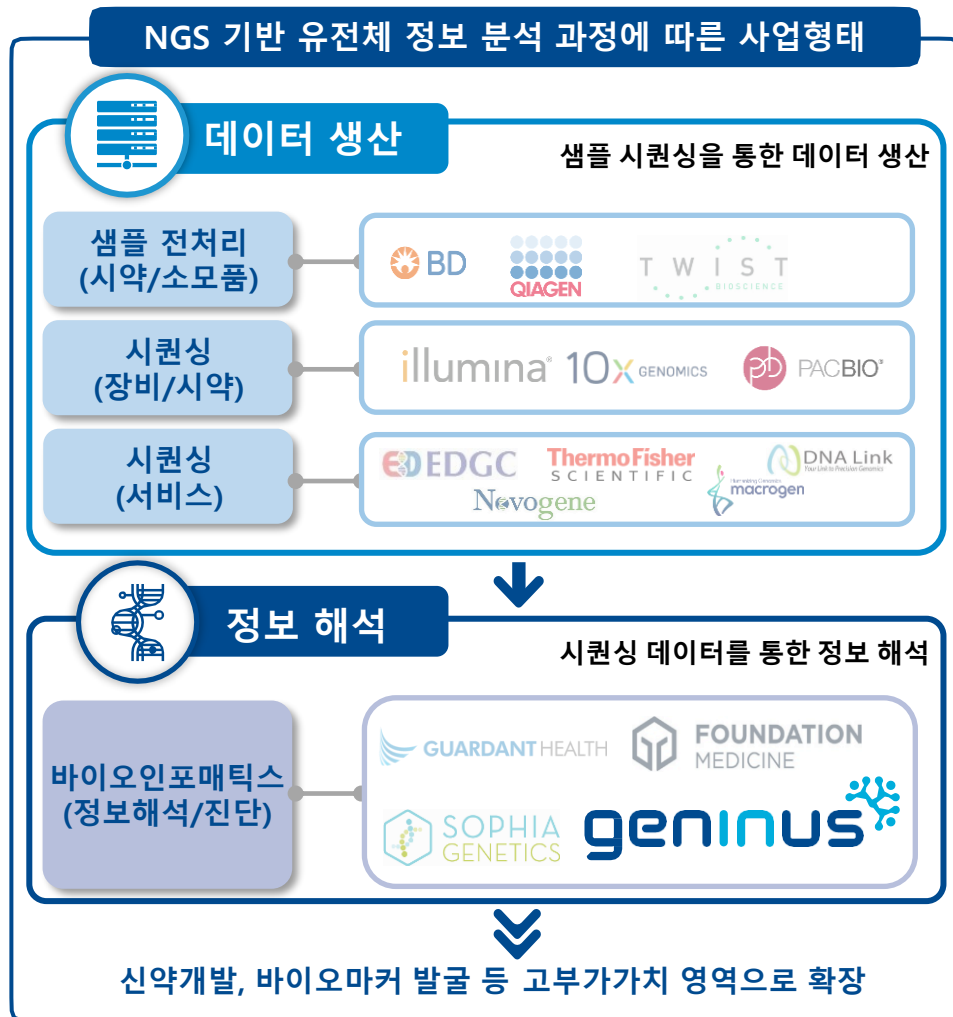 NGS 기반 유전체 정보 분석 과정에 따른 사업형태
데이터 생산
샘플 시퀀싱을 통한 데이터 생산
샘플 전처리
(시약/소모품)
BD
QIAGEN
TWIST
BIOSCIENCE
시퀀싱
(장비/시약)
illumina®
10x GENOMICS
PACBIO®
시퀀싱
(서비스)
EDGC
ThermoFisher
SCIENTIFIC
DNA Link
Your Link to Precision Genomics
Novogene
macrogen
정보 해석
시퀀싱 데이터를 통한 정보 해석
바이오인포매틱스
(정보해석/진단)
GUARDANT HEALTH
FOUNDATION
MEDICINE
SOPHIA
GENETICS
geninus
신약개발, 바이오마커 발굴 등 고부가가치 영역으로 확장